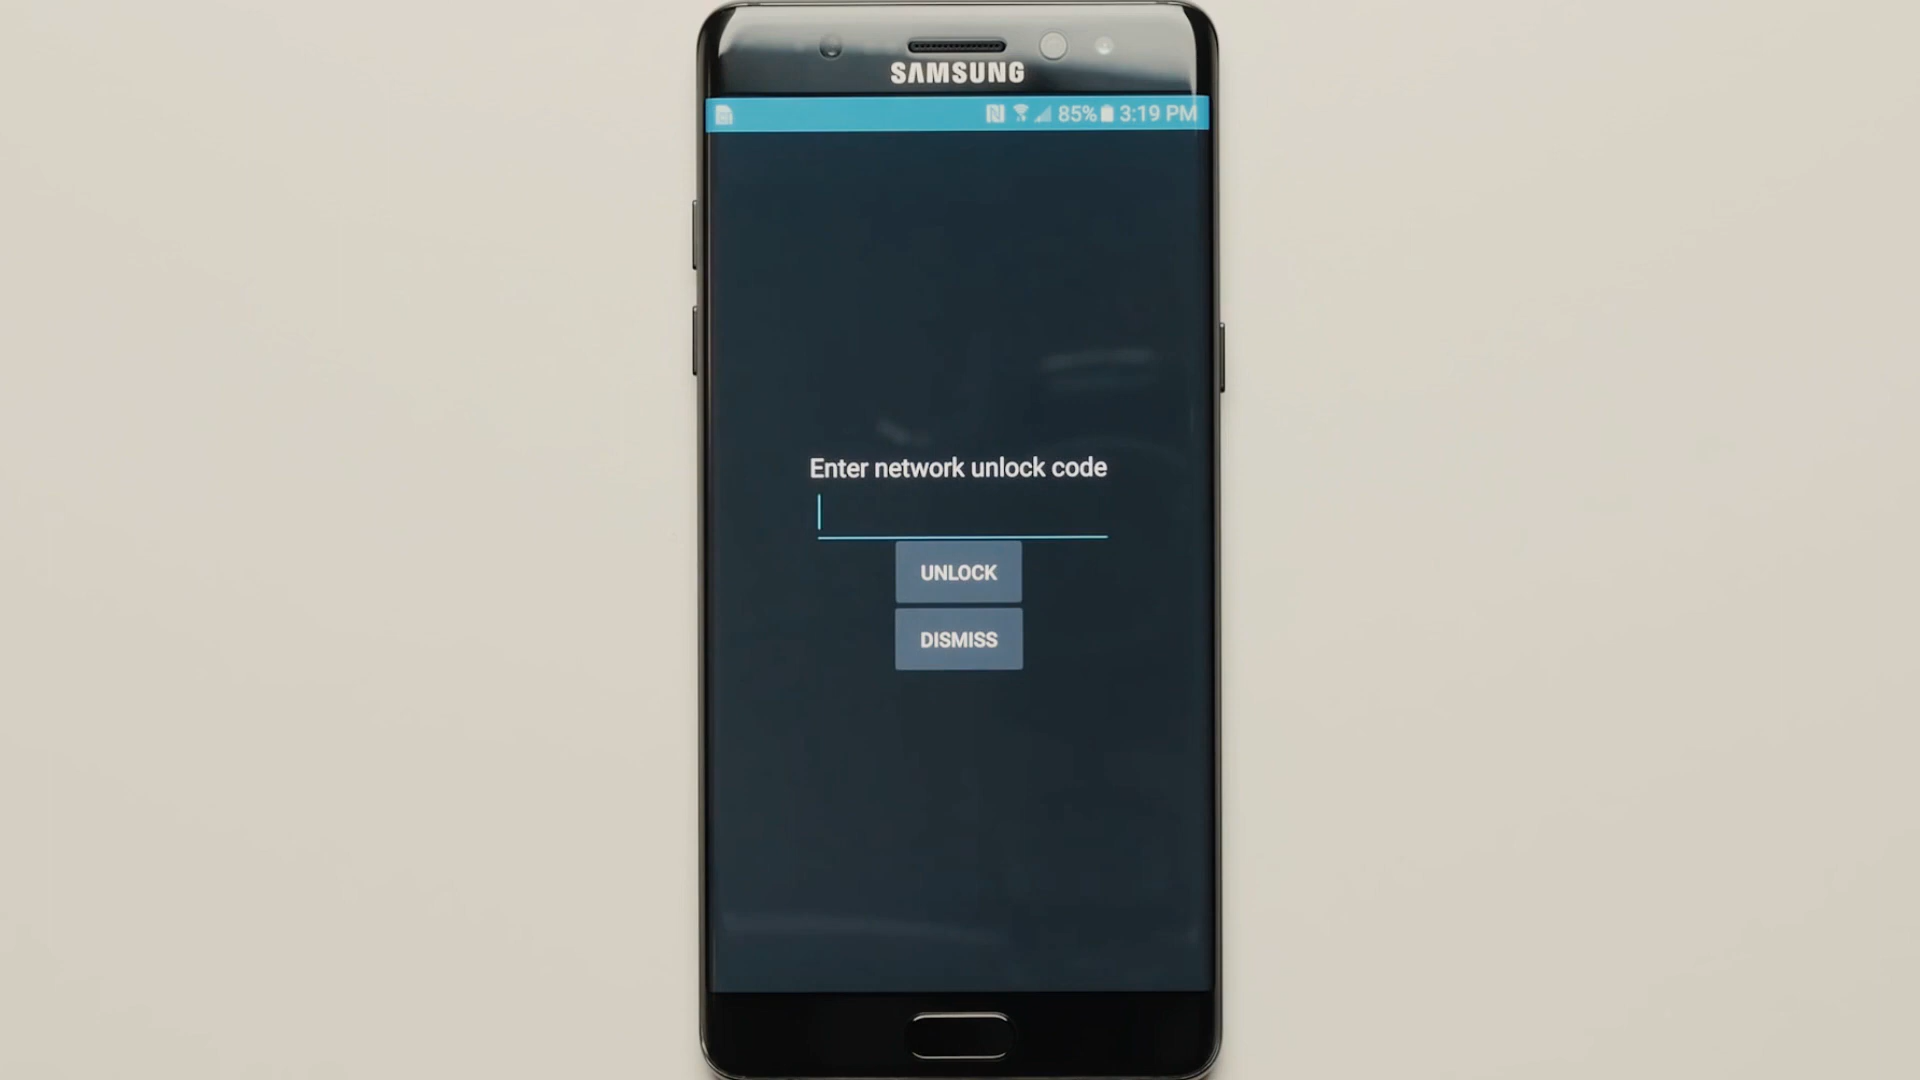 SAMSUNG
85% 3:19 PM
Enter network unlock code
UNLOCK
DISMISS